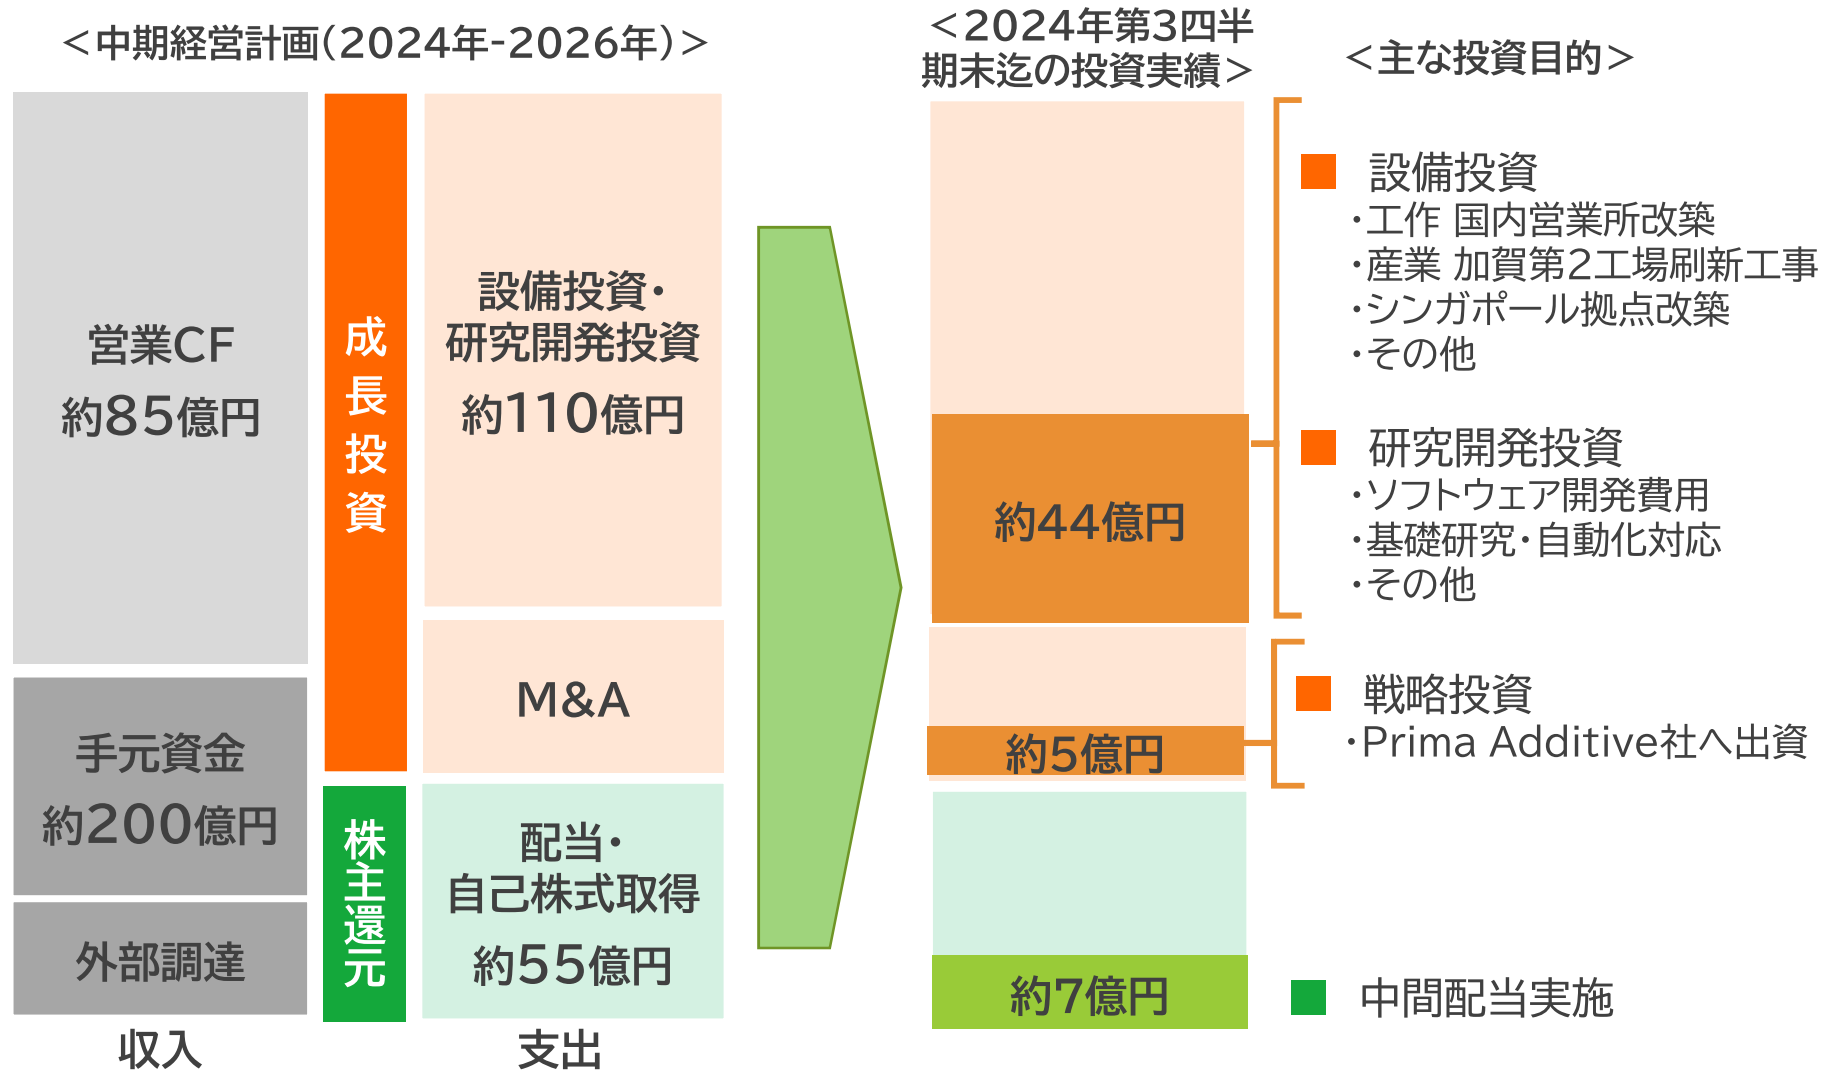 ＜中期経営計画（2024年-2026年）＞
営業CF
約85億円
手元資金
約200億円
外部調達
収入
成長投資
株主還元
設備投資・
研究開発投資
約110億円
M&A
配当・
自己株式取得
約55億円
支出
＜2024年第3四半
期末迄の投資実績＞
約44億円
約5億円
約7億円
＜主な投資目的＞
設備投資
・工作 国内営業所改築
・産業 加賀第2工場刷新工事
・シンガポール拠点改築
・その他
研究開発投資
・ソフトウェア開発費用
・基礎研究・自動化対応
・その他
戦略投資
・Prima Additive社へ出資
中間配当実施